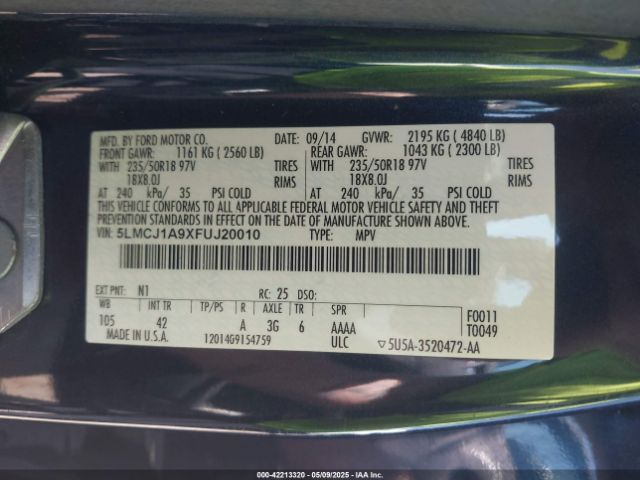 MFD. BY FORD MOTOR CO. DATE: 09/14 GVWR: 2195 KG ( 4840 LB)
FRONT GAWR: 1161 KG ( 2560 LB) REAR GAWR: 1043 KG ( 2300 LB)
WITH 235/50R18 97V TIRES WITH 235/50R18 97V TIRES
18X8.0J RIMS 18X8.0J RIMS
AT 240 kPa/ 35 PSI COLD AT 240 kPa/ 35 PSI COLD
THIS VEHICLE CONFORMS TO ALL APPLICABLE FEDERAL MOTOR VEHICLE SAFETY AND THEFT
PREVENTION STANDARDS IN EFFECT ON THE DATE OF MANUFACTURE SHOWN ABOVE.
VIN: 5LMCJ1A9XFUJ20010 TYPE: MPV
EXT PNT: N1 RC: 25 DSO:
WB INT TR TP/PS R AXLE TR SPR F0011
105 42 A 3G 6 AAAA T0049
MADE IN U.S.A. 12014G9154759 ULC ▽5U5A-3520472-AA
000-42213320 | 05/09/2025 | IAA Inc.